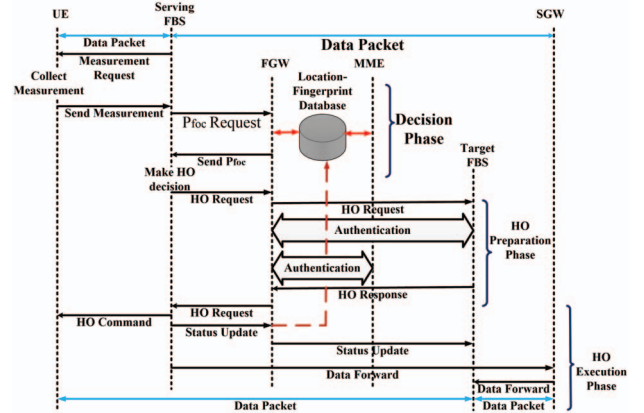 UE
Serving
FBS
SGW
Data Packet
Data Packet
Measurement
Request
FGW
MME
Collect
Measurement
Location-
Fingerprint
Database
Send Measurement
Pfoc Request
Decision
Phase
Send Pfoc
Target
FBS
Make HO
decision
HO Request
HO Request
Authentication
HO
Preparation
Phase
Authentication
HO Response
HO Request
HO Command
Status Update
Status Update
HO
Execution
Phase
Data Forward
Data Forward
Data Packet
Data Packet